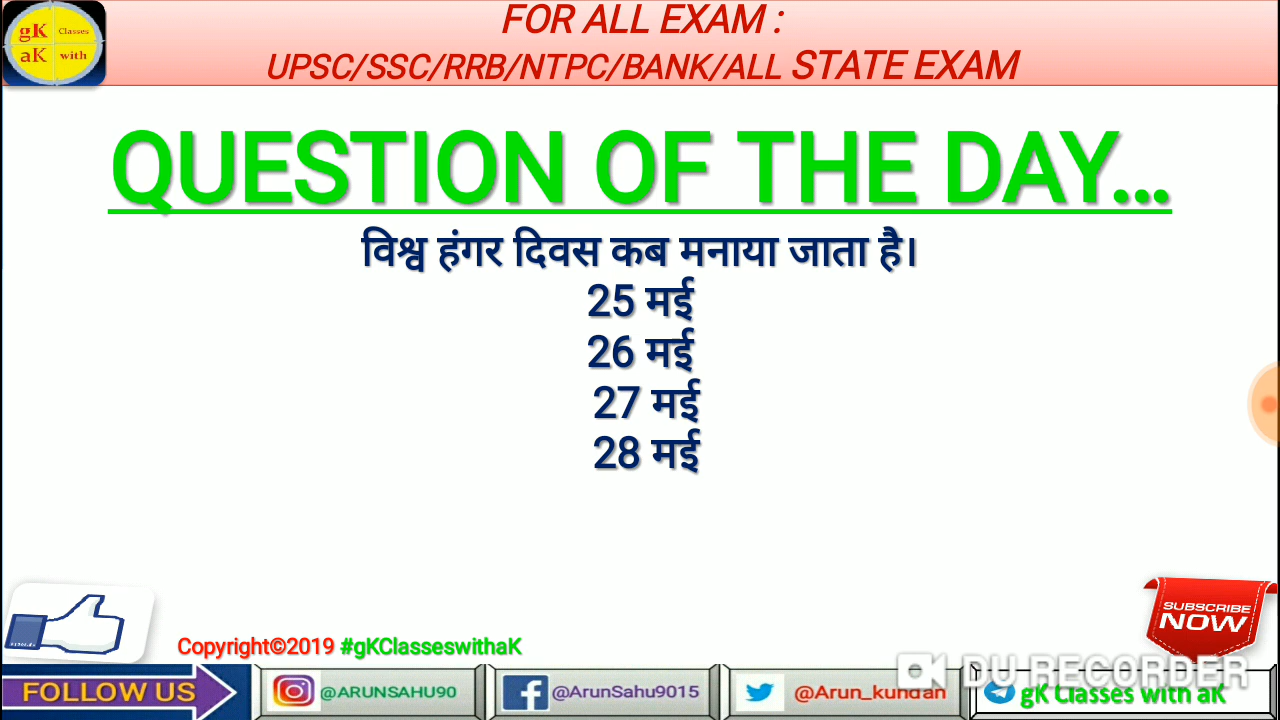 gK Classes
aK with
FOR ALL EXAM :
UPSC/SSC/RRB/NTPC/BANK/ALL STATE EXAM
QUESTION OF THE DAY...
विश्व हंगर दिवस कब मनाया जाता है।
25 मई
26 मई
27 मई
28 मई
SUBSCRIBE
NOW
Copyright©2019 #gKClasseswithaK
DU RECORDER
FOLLOW US
@ARUNSAHU90
@ArunSahu9015
@Arun_kundan
gK Classes with aK